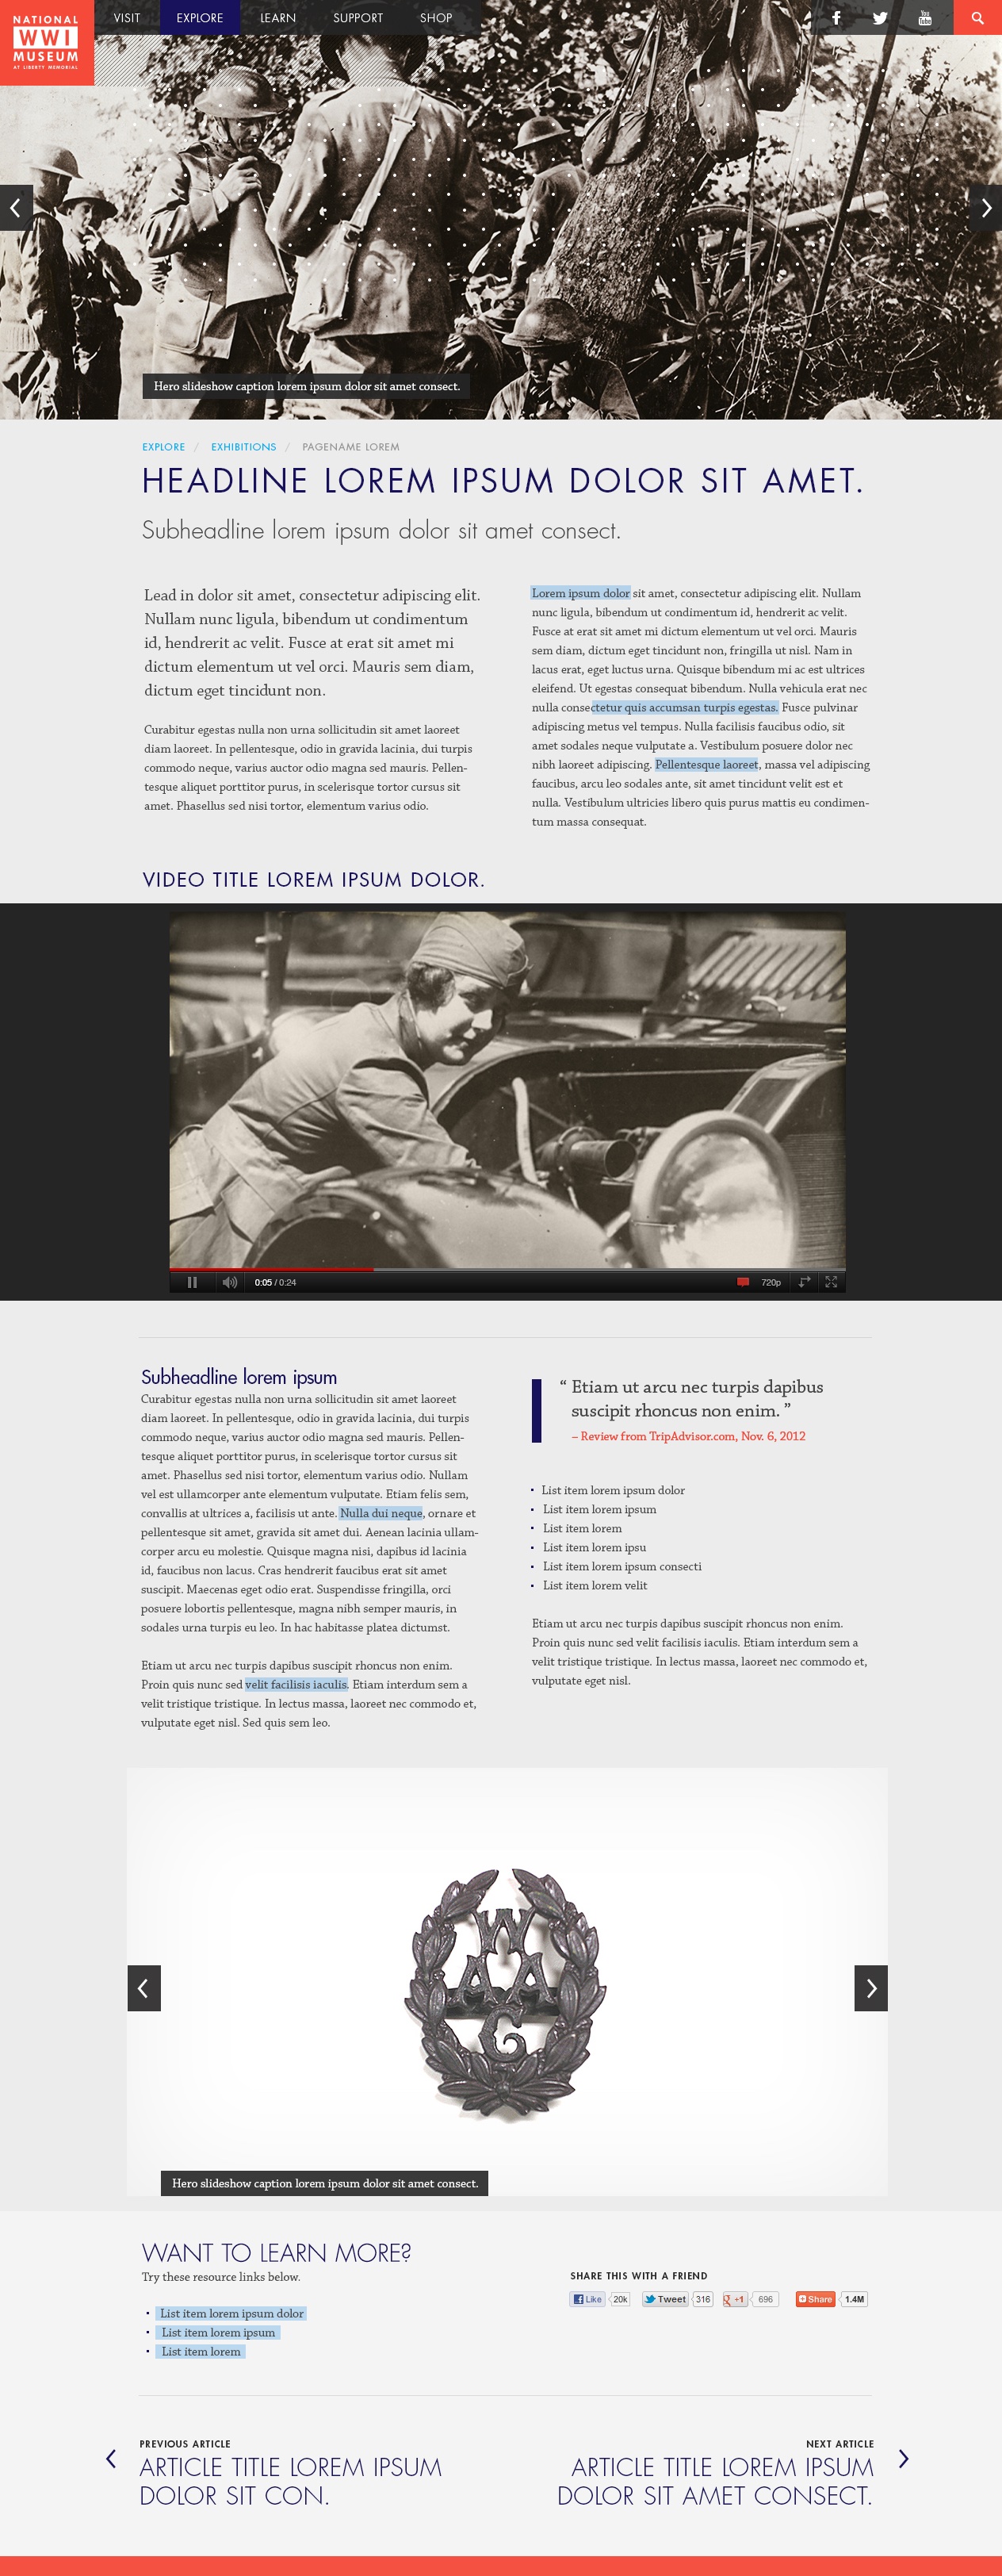 NATIONAL
WWI
MUSEUM
AT LIBERTY MEMORIAL
VISIT EXPLORE LEARN SUPPORT SHOP
You
Tube
Hero slideshow caption lorem ipsum dolor sit amet consect.
EXPLORE / EXHIBITIONS / PAGENAME LOREM
HEADLINE LOREM IPSUM DOLOR SIT AMET.
Subheadline lorem ipsum dolor sit amet consect.
Lead in dolor sit amet, consectetur adipiscing elit.
Nullam nunc ligula, bibendum ut condimentum
id, hendrerit ac velit. Fusce at erat sit amet mi
dictum elementum ut vel orci. Mauris sem diam,
dictum eget tincidunt non.
Curabitur egestas nulla non urna sollicitudin sit amet laoreet
diam laoreet. In pellentesque, odio in gravida lacinia, dui turpis
commodo neque, varius auctor odio magna sed mauris. Pellen-
tesque aliquet porttitor purus, in scelerisque tortor cursus sit
amet. Phasellus sed nisi tortor, elementum varius odio.
Lorem ipsum dolor sit amet, consectetur adipiscing elit. Nullam
nunc ligula, bibendum ut condimentum id, hendrerit ac velit.
Fusce at erat sit amet mi dictum elementum ut vel orci. Mauris
sem diam, dictum eget tincidunt non, fringilla ut nisl. Nam in
lacus erat, eget luctus urna. Quisque bibendum mi ac est ultrices
eleifend. Ut egestas consequat bibendum. Nulla vehicula erat nec
nulla consectetur quis accumsan turpis egestas. Fusce pulvinar
adipiscing metus vel tempus. Nulla facilisis faucibus odio, sit
amet sodales neque vulputate a. Vestibulum posuere dolor nec
nibh laoreet adipiscing. Pellentesque laoreet, massa vel adipiscing
faucibus, arcu leo sodales ante, sit amet tincidunt velit est et
nulla. Vestibulum ultricies libero quis purus mattis eu condimen-
tum massa consequat.
VIDEO TITLE LOREM IPSUM DOLOR.
0:05 / 0:24 720p
Subheadline lorem ipsum
Curabitur egestas nulla non urna sollicitudin sit amet laoreet
diam laoreet. In pellentesque, odio in gravida lacinia, dui turpis
commodo neque, varius auctor odio magna sed mauris. Pellen-
tesque aliquet porttitor purus, in scelerisque tortor cursus sit
amet. Phasellus sed nisi tortor, elementum varius odio. Nullam
vel est ullamcorper ante elementum vulputate. Etiam felis sem,
convallis at ultrices a, facilisis ut ante. Nulla dui neque, ornare et
pellentesque sit amet, gravida sit amet dui. Aenean lacinia ullam-
corper arcu eu molestie. Quisque magna nisi, dapibus id lacinia
id, faucibus non lacus. Cras hendrerit faucibus erat sit amet
suscipit. Maecenas eget odio erat. Suspendisse fringilla, orci
posuere lobortis pellentesque, magna nibh semper mauris, in
sodales urna turpis eu leo. In hac habitasse platea dictumst.
Etiam ut arcu nec turpis dapibus suscipit rhoncus non enim.
Proin quis nunc sed velit facilisis iaculis. Etiam interdum sem a
velit tristique tristique. In lectus massa, laoreet nec commodo et,
vulputate eget nisl. Sed quis sem leo.
“ Etiam ut arcu nec turpis dapibus
suscipit rhoncus non enim. ”
– Review from TripAdvisor.com, Nov. 6, 2012
• List item lorem ipsum dolor
• List item lorem ipsum
• List item lorem
• List item lorem ipsu
• List item lorem ipsum consecti
• List item lorem velit
Etiam ut arcu nec turpis dapibus suscipit rhoncus non enim.
Proin quis nunc sed velit facilisis iaculis. Etiam interdum sem a
velit tristique tristique. In lectus massa, laoreet nec commodo et,
vulputate eget nisl.
W
AA
G
Hero slideshow caption lorem ipsum dolor sit amet consect.
WANT TO LEARN MORE?
Try these resource links below.
• List item lorem ipsum dolor
• List item lorem ipsum
• List item lorem
SHARE THIS WITH A FRIEND
Like 20k Tweet 316 +1 696 Share 1.4M
PREVIOUS ARTICLE
ARTICLE TITLE LOREM IPSUM
DOLOR SIT CON.
NEXT ARTICLE
ARTICLE TITLE LOREM IPSUM
DOLOR SIT AMET CONSECT.